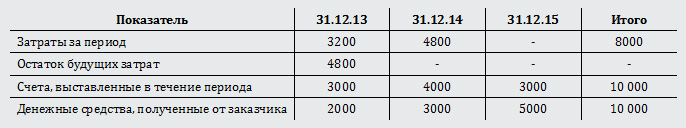 Показатель 31.12.13 31.12.14 31.12.15 Итого
Затраты за период 3200 4800 - 8000
Остаток будущих затрат 4800 - - -
Счета, выставленные в течение периода 3000 4000 3000 10 000
Денежные средства, полученные от заказчика 2000 3000 5000 10 000